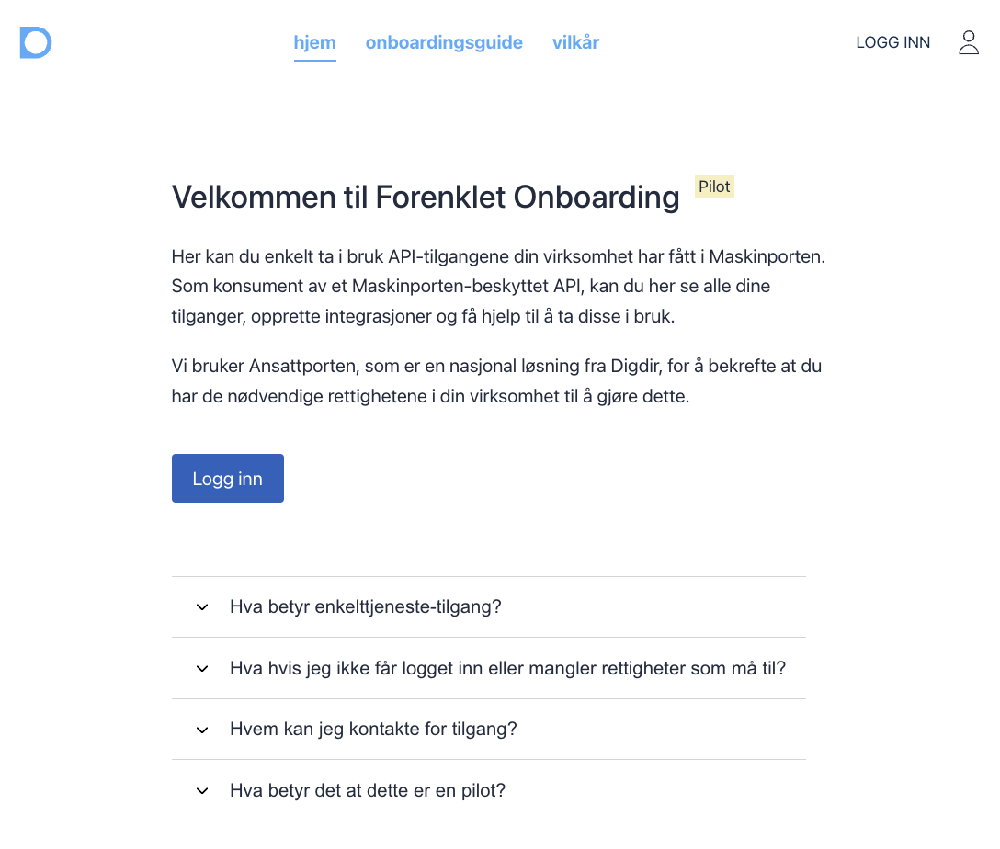 hjem
onboardingsguide
vilkår
LOGG INN
Velkommen til Forenklet Onboarding
Pilot
Her kan du enkelt ta i bruk API-tilgangene din virksomhet har fått i Maskinporten.
Som konsument av et Maskinporten-beskyttet API, kan du her se alle dine
tilganger, opprette integrasjoner og få hjelp til å ta disse i bruk.
Vi bruker Ansattporten, som er en nasjonal løsning fra Digdir, for å bekrefte at du
har de nødvendige rettighetene i din virksomhet til å gjøre dette.
Logg inn
Hva betyr enkelttjeneste-tilgang?
Hva hvis jeg ikke får logget inn eller mangler rettigheter som må til?
Hvem kan jeg kontakte for tilgang?
Hva betyr det at dette er en pilot?